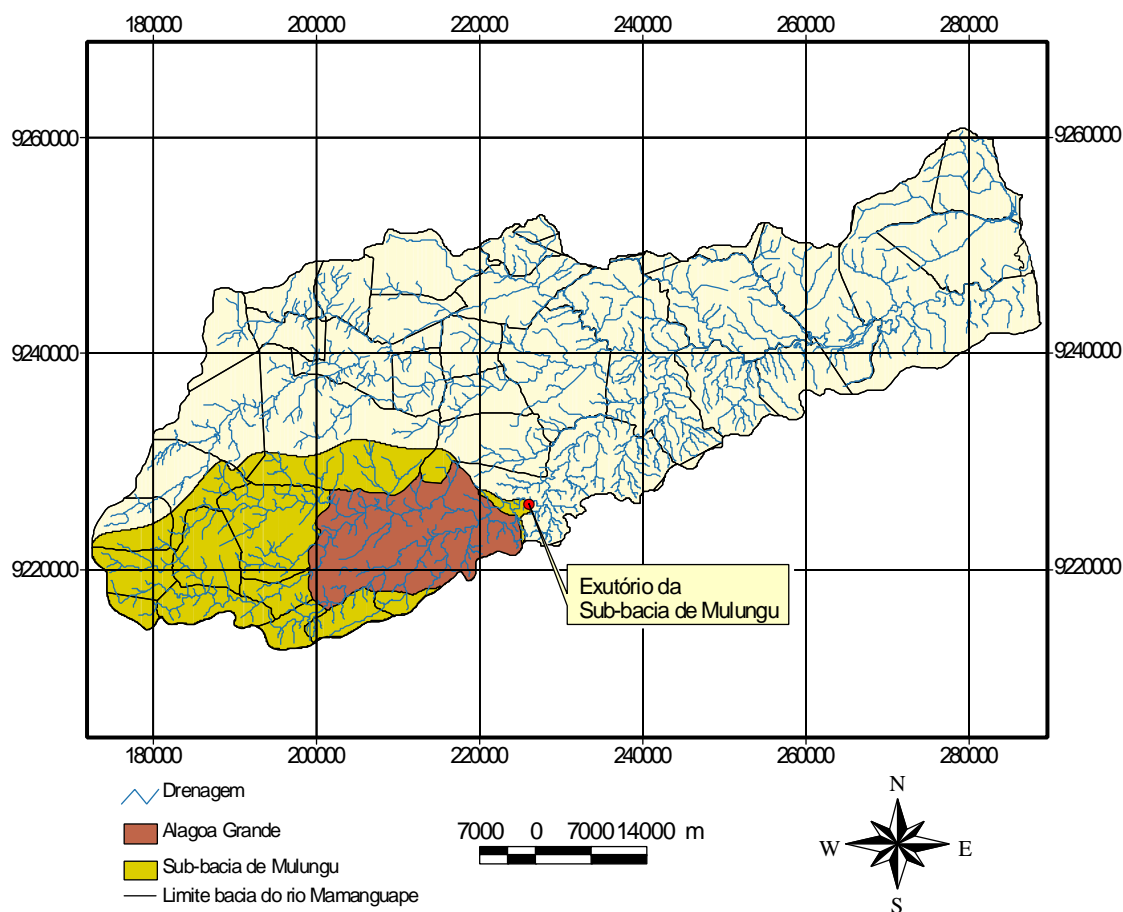 180000 200000 220000 240000 260000 280000
9260000 9260000
9240000 9240000
9220000 9220000
Exutório da
Sub-bacia de Mulungu
180000 200000 220000 240000 260000 280000
Drenagem
Alagoa Grande
Sub-bacia de Mulungu
Limite bacia do rio Mamanguape
7000 0 7000 14000 m
N
W E
S